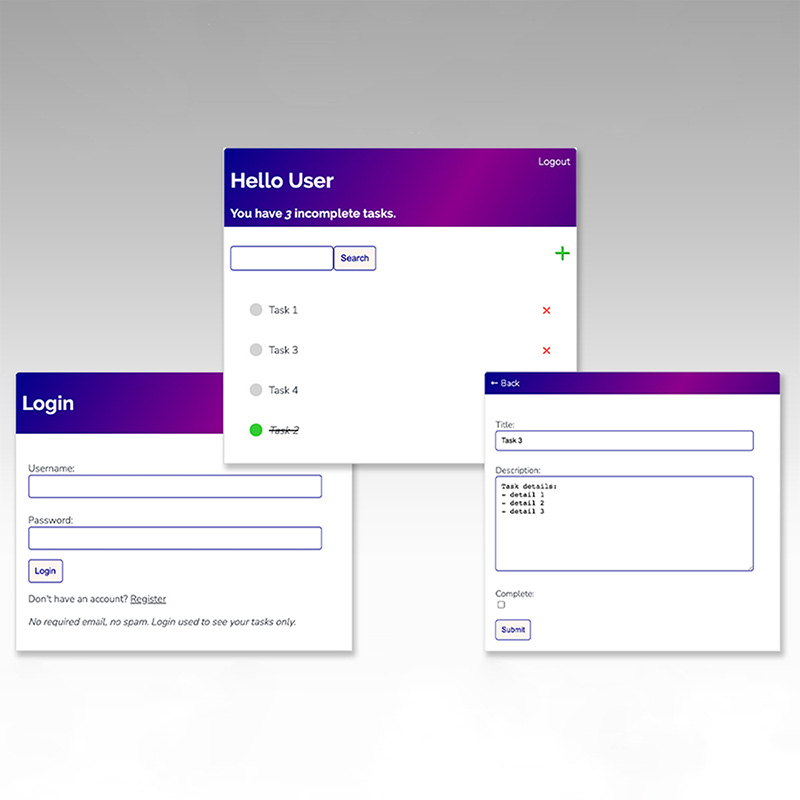 Logout
Hello User
You have 3 incomplete tasks.
Search
Task 1
Task 3
Task 4
Task 2
Login
Username:
Password:
Login
Don't have an account? Register
No required email, no spam. Login used to see your tasks only.
← Back
Title:
Task 3
Description:
Task details:
- detail 1
- detail 2
- detail 3
Complete:
Submit